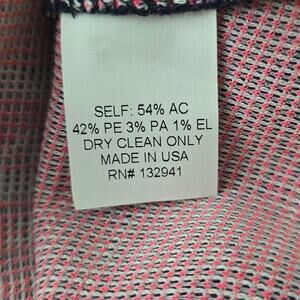 SELF: 54% AC
42% PE 3% PA 1% EL
DRY CLEAN ONLY
MADE IN USA
RN# 132941